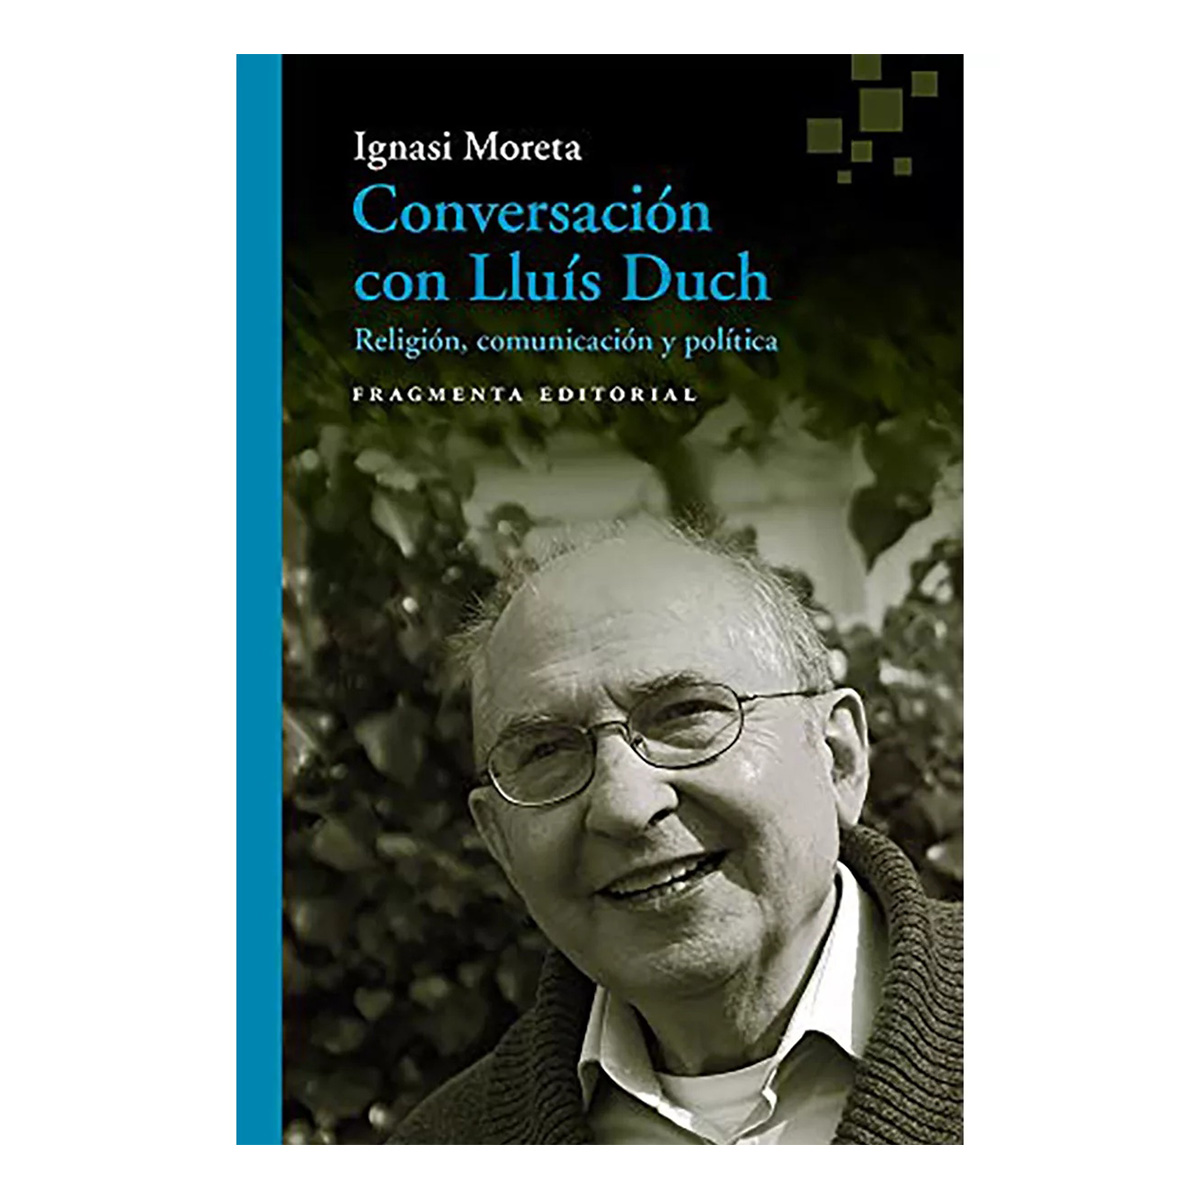 Ignasi Moreta
Conversación
con Lluís Duch
Religión, comunicación y política
FRAGMENTA EDITORIAL